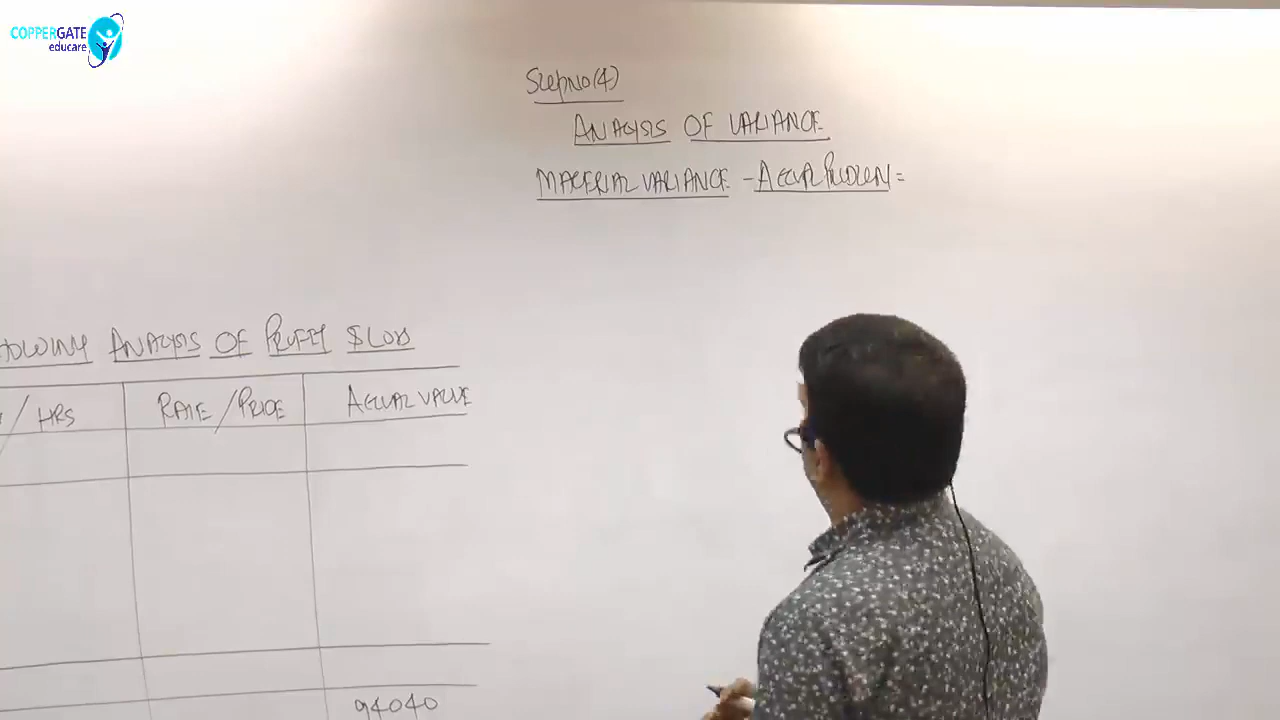 COPPERGATE
educare
Step No (4)
ANALYSIS OF VARIANCE
MATERIAL VARIANCE - ACTUAL PRODUCN =
ANALYSIS OF PROFIT & LOSS
/ HRS
RATE / PRICE
ACTUAL VALUE
94040